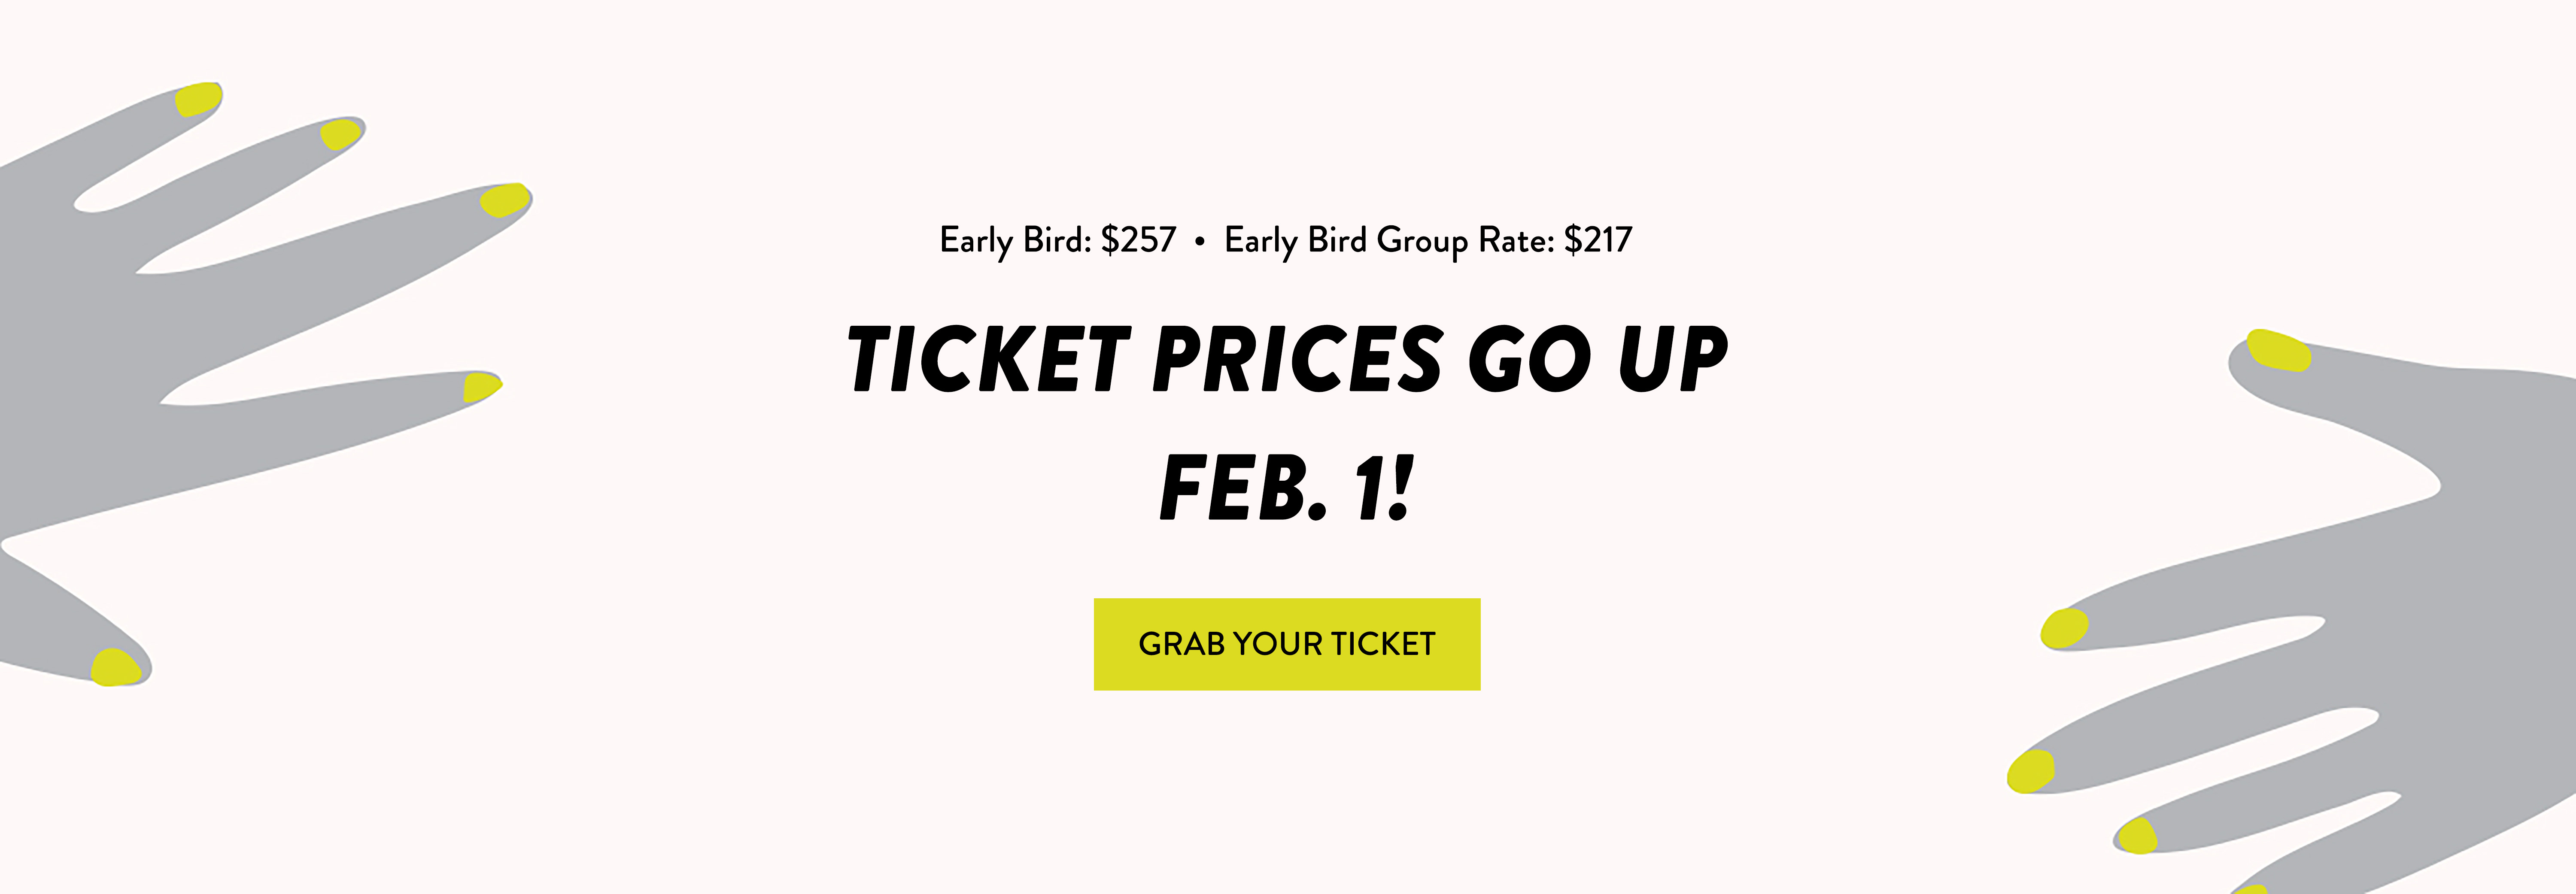 Early Bird: $257 • Early Bird Group Rate: $217
TICKET PRICES GO UP
FEB. 1!
GRAB YOUR TICKET